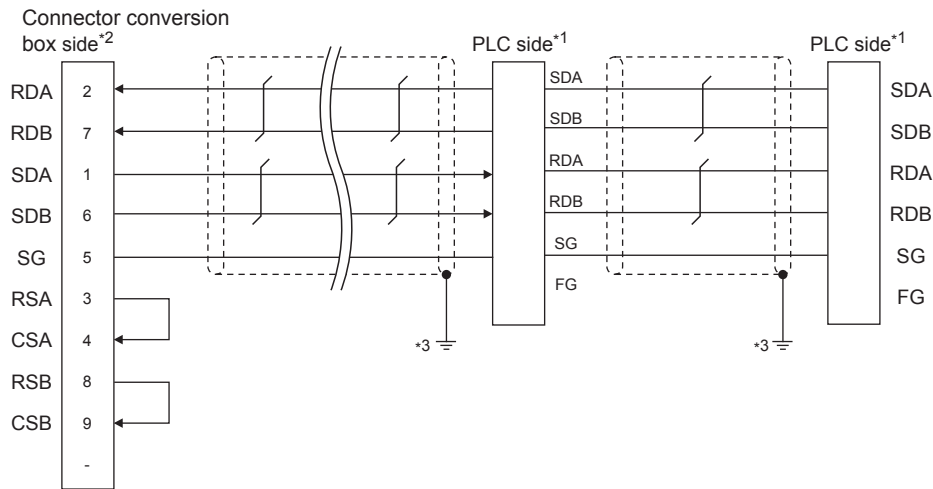 Connector conversion
box side*2
PLC side*1
PLC side*1
RDA 2 SDA SDA
RDB 7 SDB SDB
SDA 1 RDA RDA
SDB 6 RDB RDB
SG 5 SG SG
RSA 3 FG FG
CSA 4 *3 *3
RSB 8
CSB 9
-